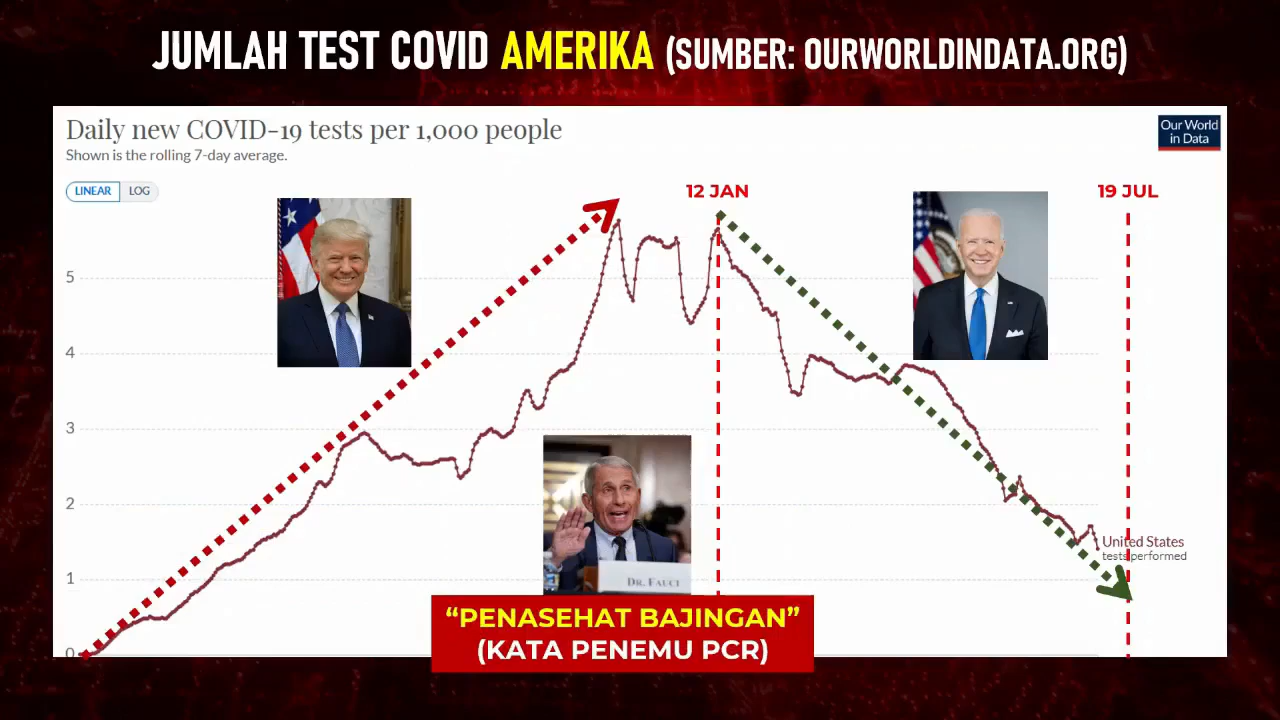 JUMLAH TEST COVID AMERIKA (SUMBER: OURWORLDINDATA.ORG)
Daily new COVID-19 tests per 1,000 people
Shown is the rolling 7-day average.
Our World
in Data
LINEAR
LOG
12 JAN
19 JUL
5
4
3
2
1
0
United States
tests performed
DR. FAUCI
“PENASEHAT BAJINGAN”
(KATA PENEMU PCR)